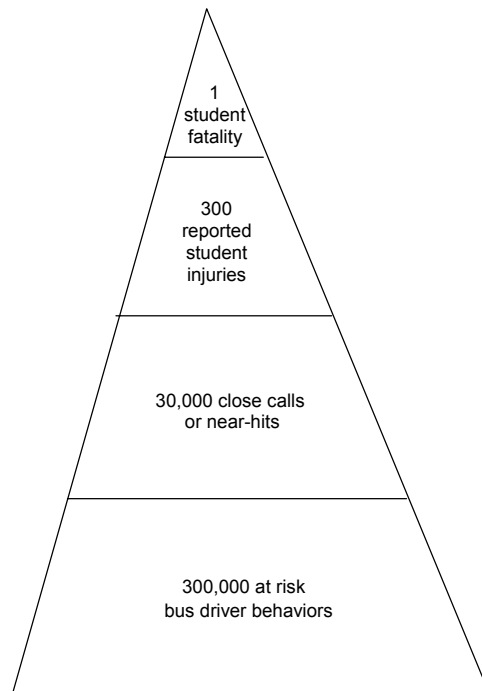 1
student
fatality
300
reported
student
injuries
30,000 close calls
or near-hits
300,000 at risk
bus driver behaviors